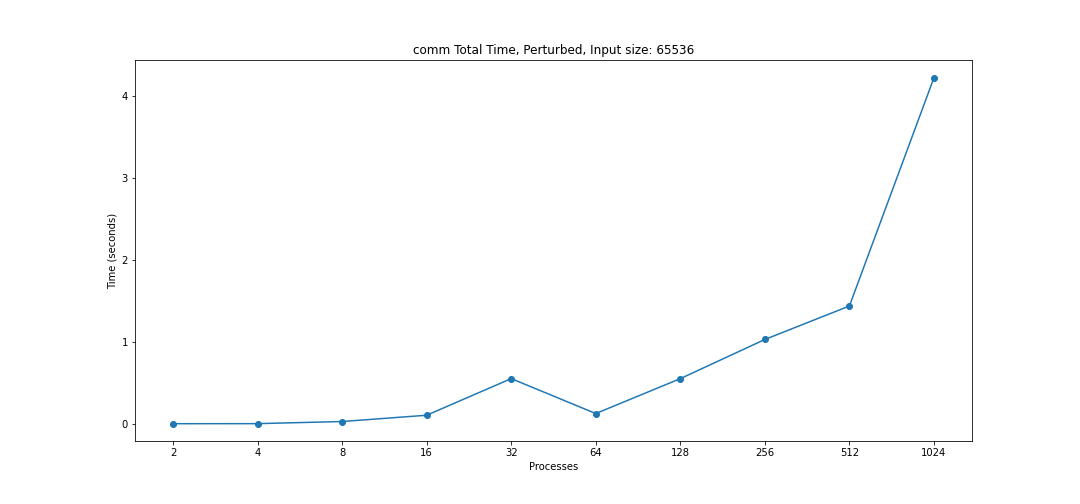 comm Total Time, Perturbed, Input size: 65536
Time (seconds)
4
3
2
1
0
2 4 8 16 32 64 128 256 512 1024
Processes